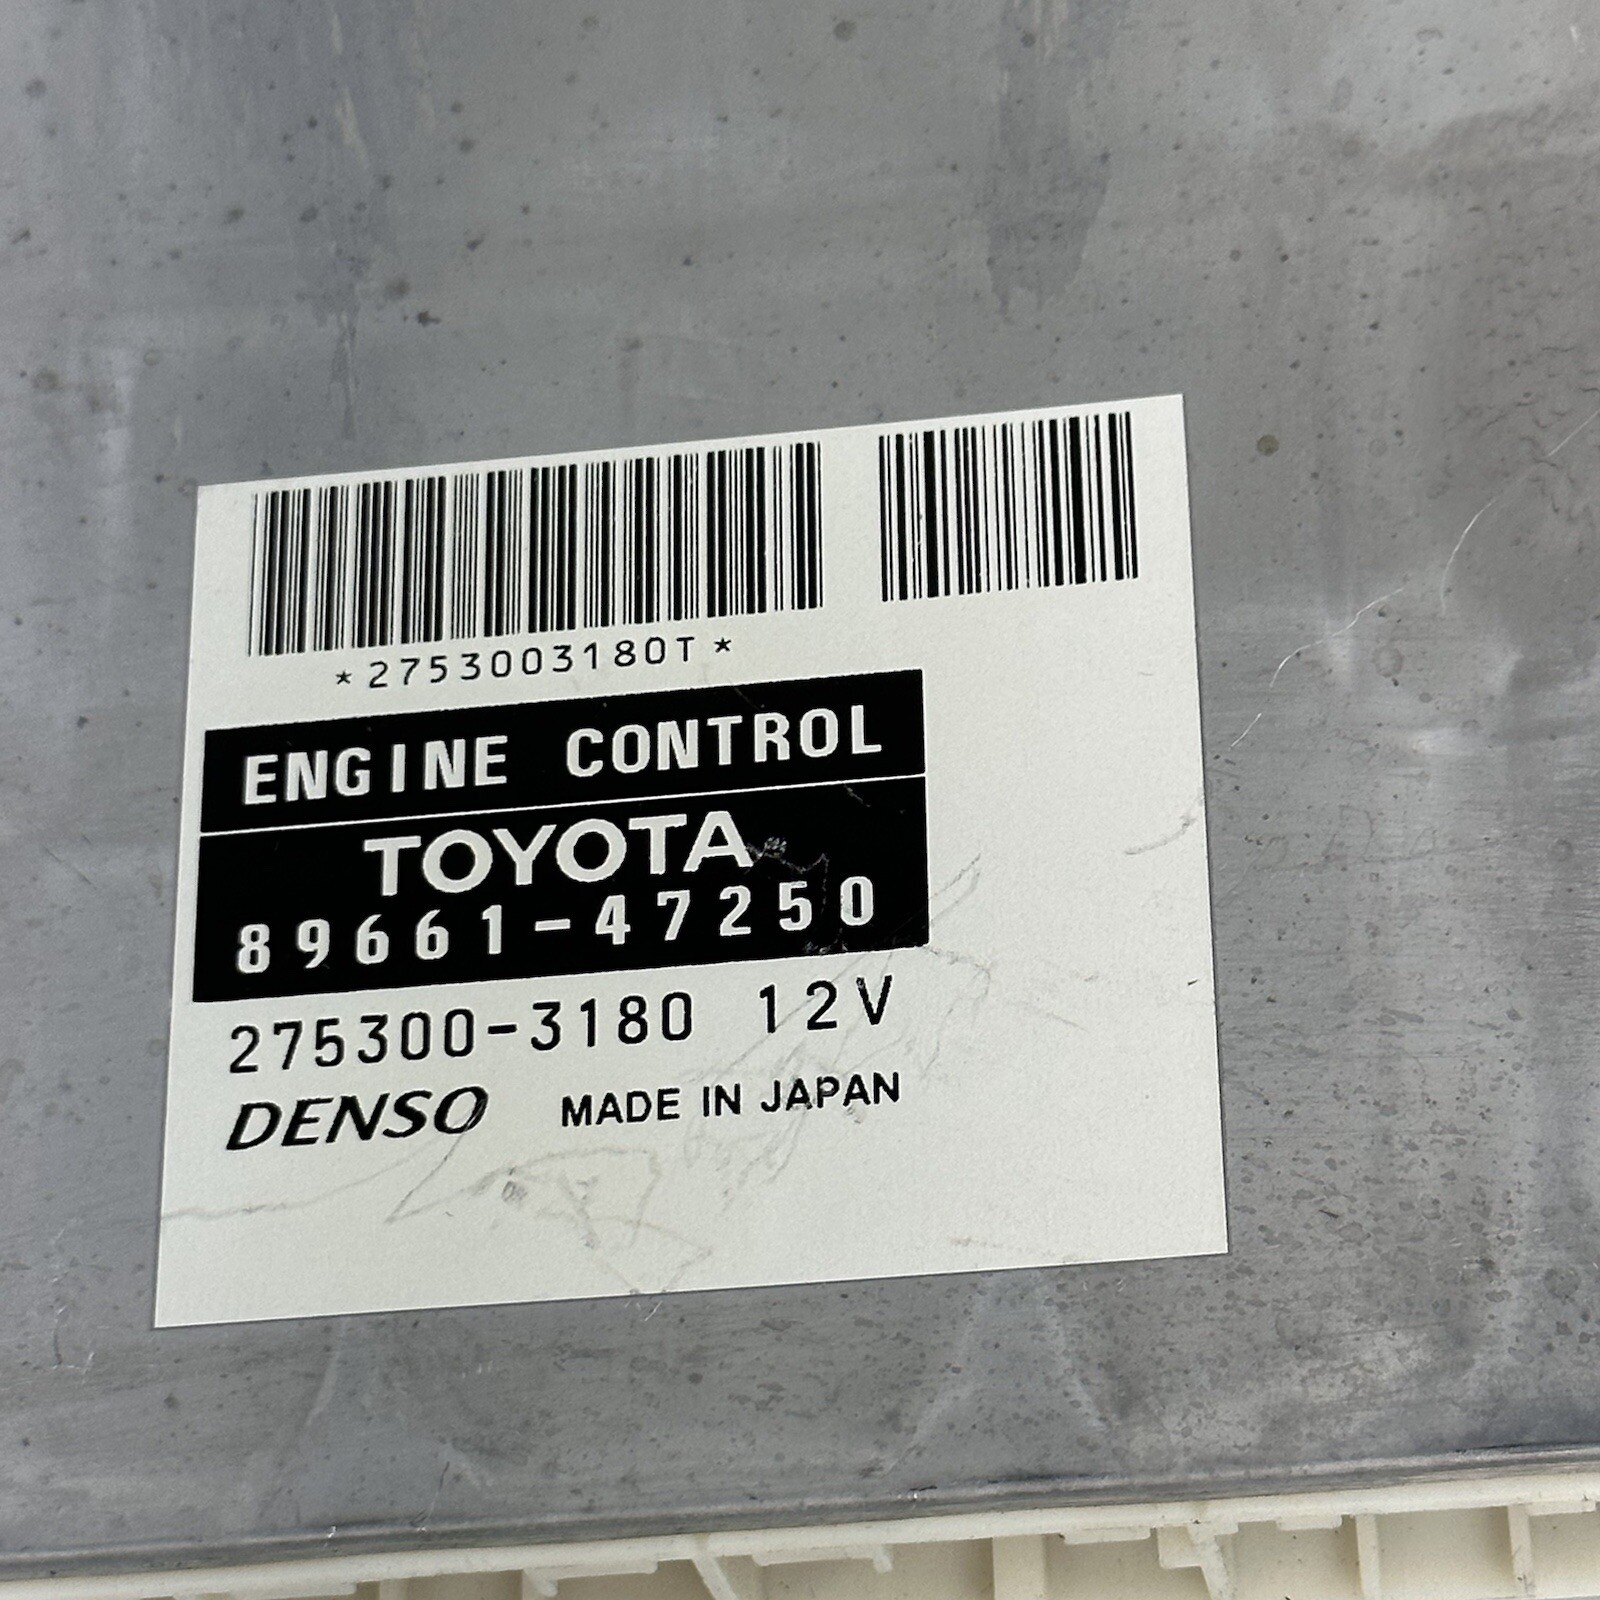 *2753003180T*
ENGINE CONTROL
TOYOTA
89661-47250
275300-3180 12V
DENSO MADE IN JAPAN